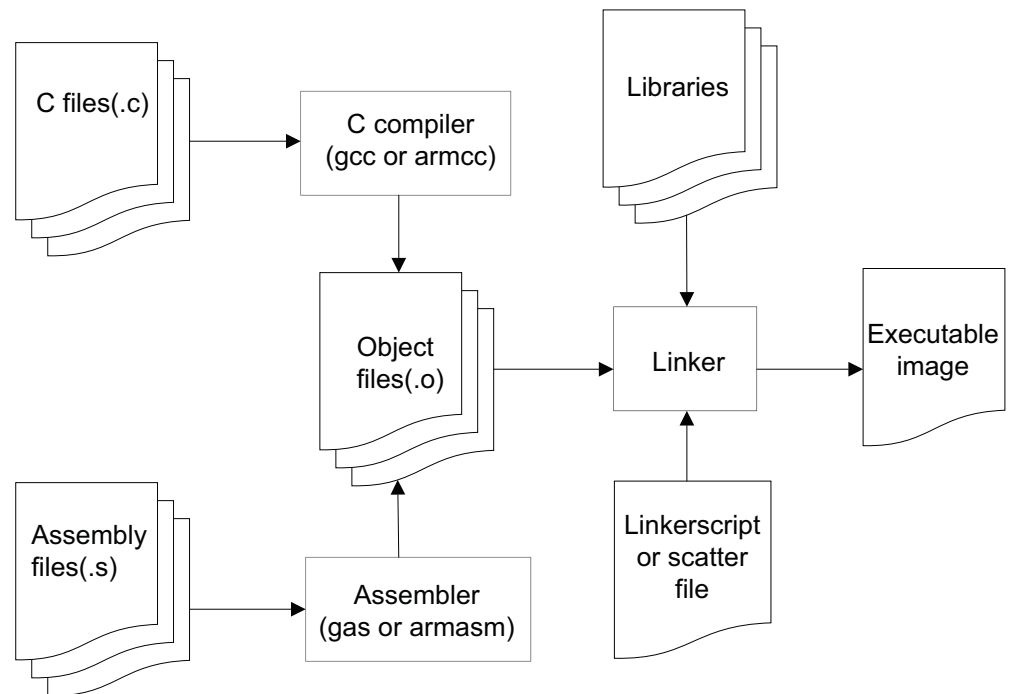 C files(.c)
C compiler
(gcc or armcc)
Libraries
Object
files(.o)
Linker
Executable
image
Assembly
files(.s)
Assembler
(gas or armasm)
Linkerscript
or scatter
file